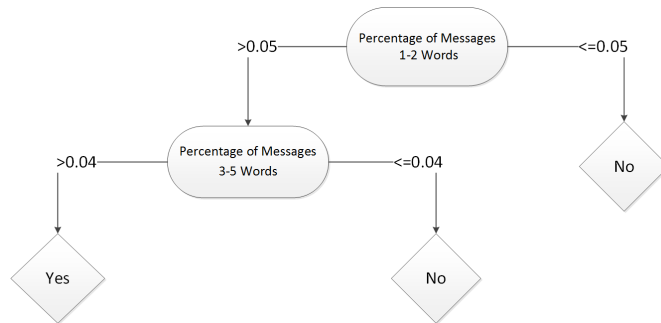 Percentage of Messages
1-2 Words
>0.05
<=0.05
Percentage of Messages
3-5 Words
>0.04
<=0.04
No
Yes
No